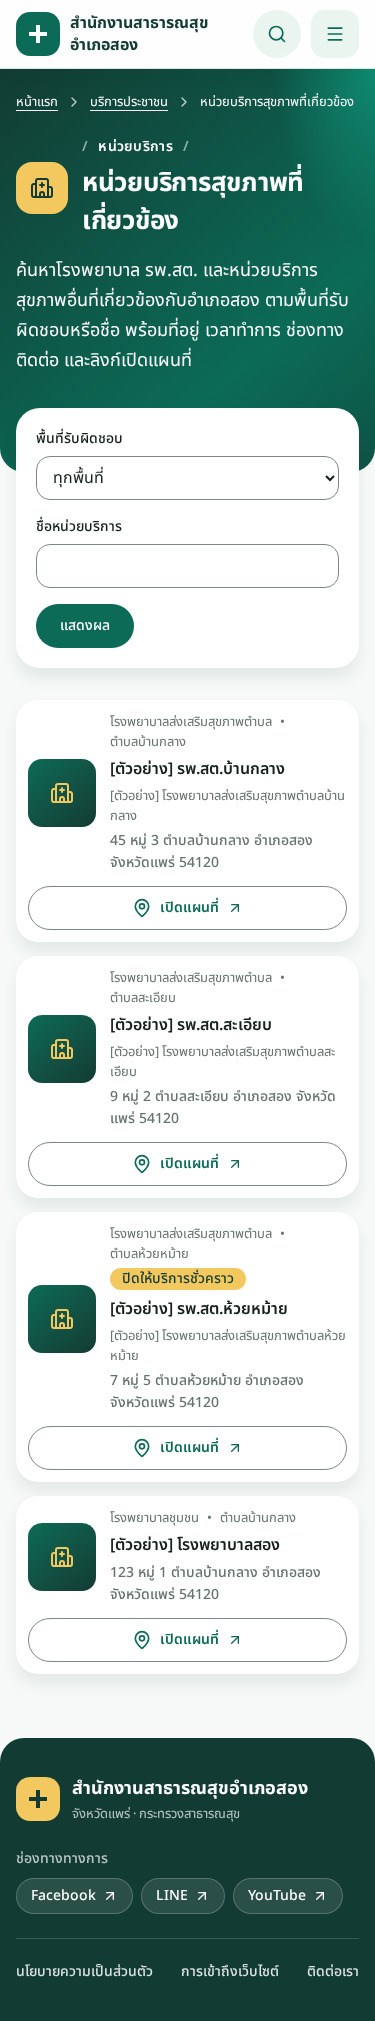 สำนักงานสาธารณสุข
อำเภอสอง
หน้าแรก > บริการประชาชน > หน่วยบริการสุขภาพที่เกี่ยวข้อง
/ หน่วยบริการ /
หน่วยบริการสุขภาพที่
เกี่ยวข้อง
ค้นหาโรงพยาบาล รพ.สต. และหน่วยบริการ
สุขภาพอื่นที่เกี่ยวข้องกับอำเภอสอง ตามพื้นที่รับ
ผิดชอบหรือชื่อ พร้อมที่อยู่ เวลาทำการ ช่องทาง
ติดต่อ และลิงก์เปิดแผนที่
พื้นที่รับผิดชอบ
ทุกพื้นที่
ชื่อหน่วยบริการ
แสดงผล
โรงพยาบาลส่งเสริมสุขภาพตำบล •
ตำบลบ้านกลาง
[ตัวอย่าง] รพ.สต.บ้านกลาง
[ตัวอย่าง] โรงพยาบาลส่งเสริมสุขภาพตำบลบ้าน
กลาง
45 หมู่ 3 ตำบลบ้านกลาง อำเภอสอง
จังหวัดแพร่ 54120
เปิดแผนที่
โรงพยาบาลส่งเสริมสุขภาพตำบล •
ตำบลสะเอียบ
[ตัวอย่าง] รพ.สต.สะเอียบ
[ตัวอย่าง] โรงพยาบาลส่งเสริมสุขภาพตำบลสะ
เอียบ
9 หมู่ 2 ตำบลสะเอียบ อำเภอสอง จังหวัด
แพร่ 54120
เปิดแผนที่
โรงพยาบาลส่งเสริมสุขภาพตำบล •
ตำบลห้วยหม้าย
ปิดให้บริการชั่วคราว
[ตัวอย่าง] รพ.สต.ห้วยหม้าย
[ตัวอย่าง] โรงพยาบาลส่งเสริมสุขภาพตำบลห้วย
หม้าย
7 หมู่ 5 ตำบลห้วยหม้าย อำเภอสอง
จังหวัดแพร่ 54120
เปิดแผนที่
โรงพยาบาลชุมชน • ตำบลบ้านกลาง
[ตัวอย่าง] โรงพยาบาลสอง
123 หมู่ 1 ตำบลบ้านกลาง อำเภอสอง
จังหวัดแพร่ 54120
เปิดแผนที่
สำนักงานสาธารณสุขอำเภอสอง
จังหวัดแพร่ · กระทรวงสาธารณสุข
ช่องทางทางการ
Facebook LINE YouTube
นโยบายความเป็นส่วนตัว การเข้าถึงเว็บไซต์ ติดต่อเรา